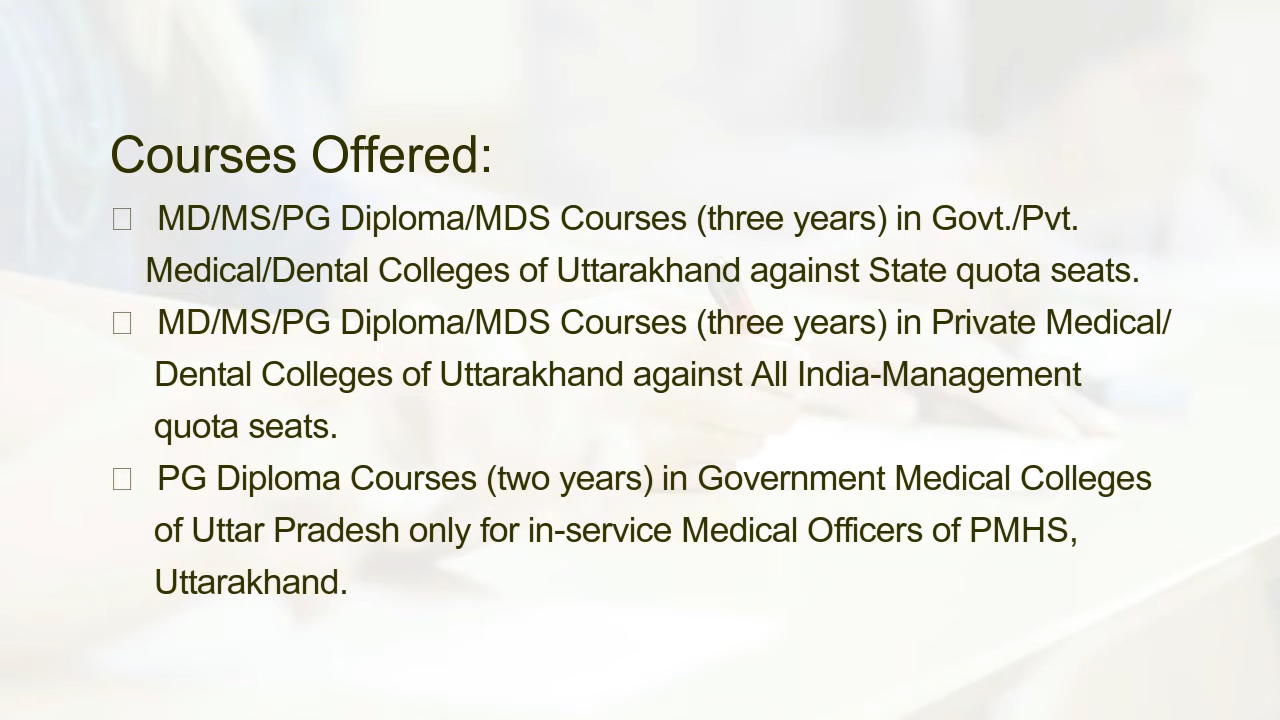 Courses Offered:
□ MD/MS/PG Diploma/MDS Courses (three years) in Govt./Pvt.
Medical/Dental Colleges of Uttarakhand against State quota seats.
□ MD/MS/PG Diploma/MDS Courses (three years) in Private Medical/
Dental Colleges of Uttarakhand against All India-Management
quota seats.
□ PG Diploma Courses (two years) in Government Medical Colleges
of Uttar Pradesh only for in-service Medical Officers of PMHS,
Uttarakhand.